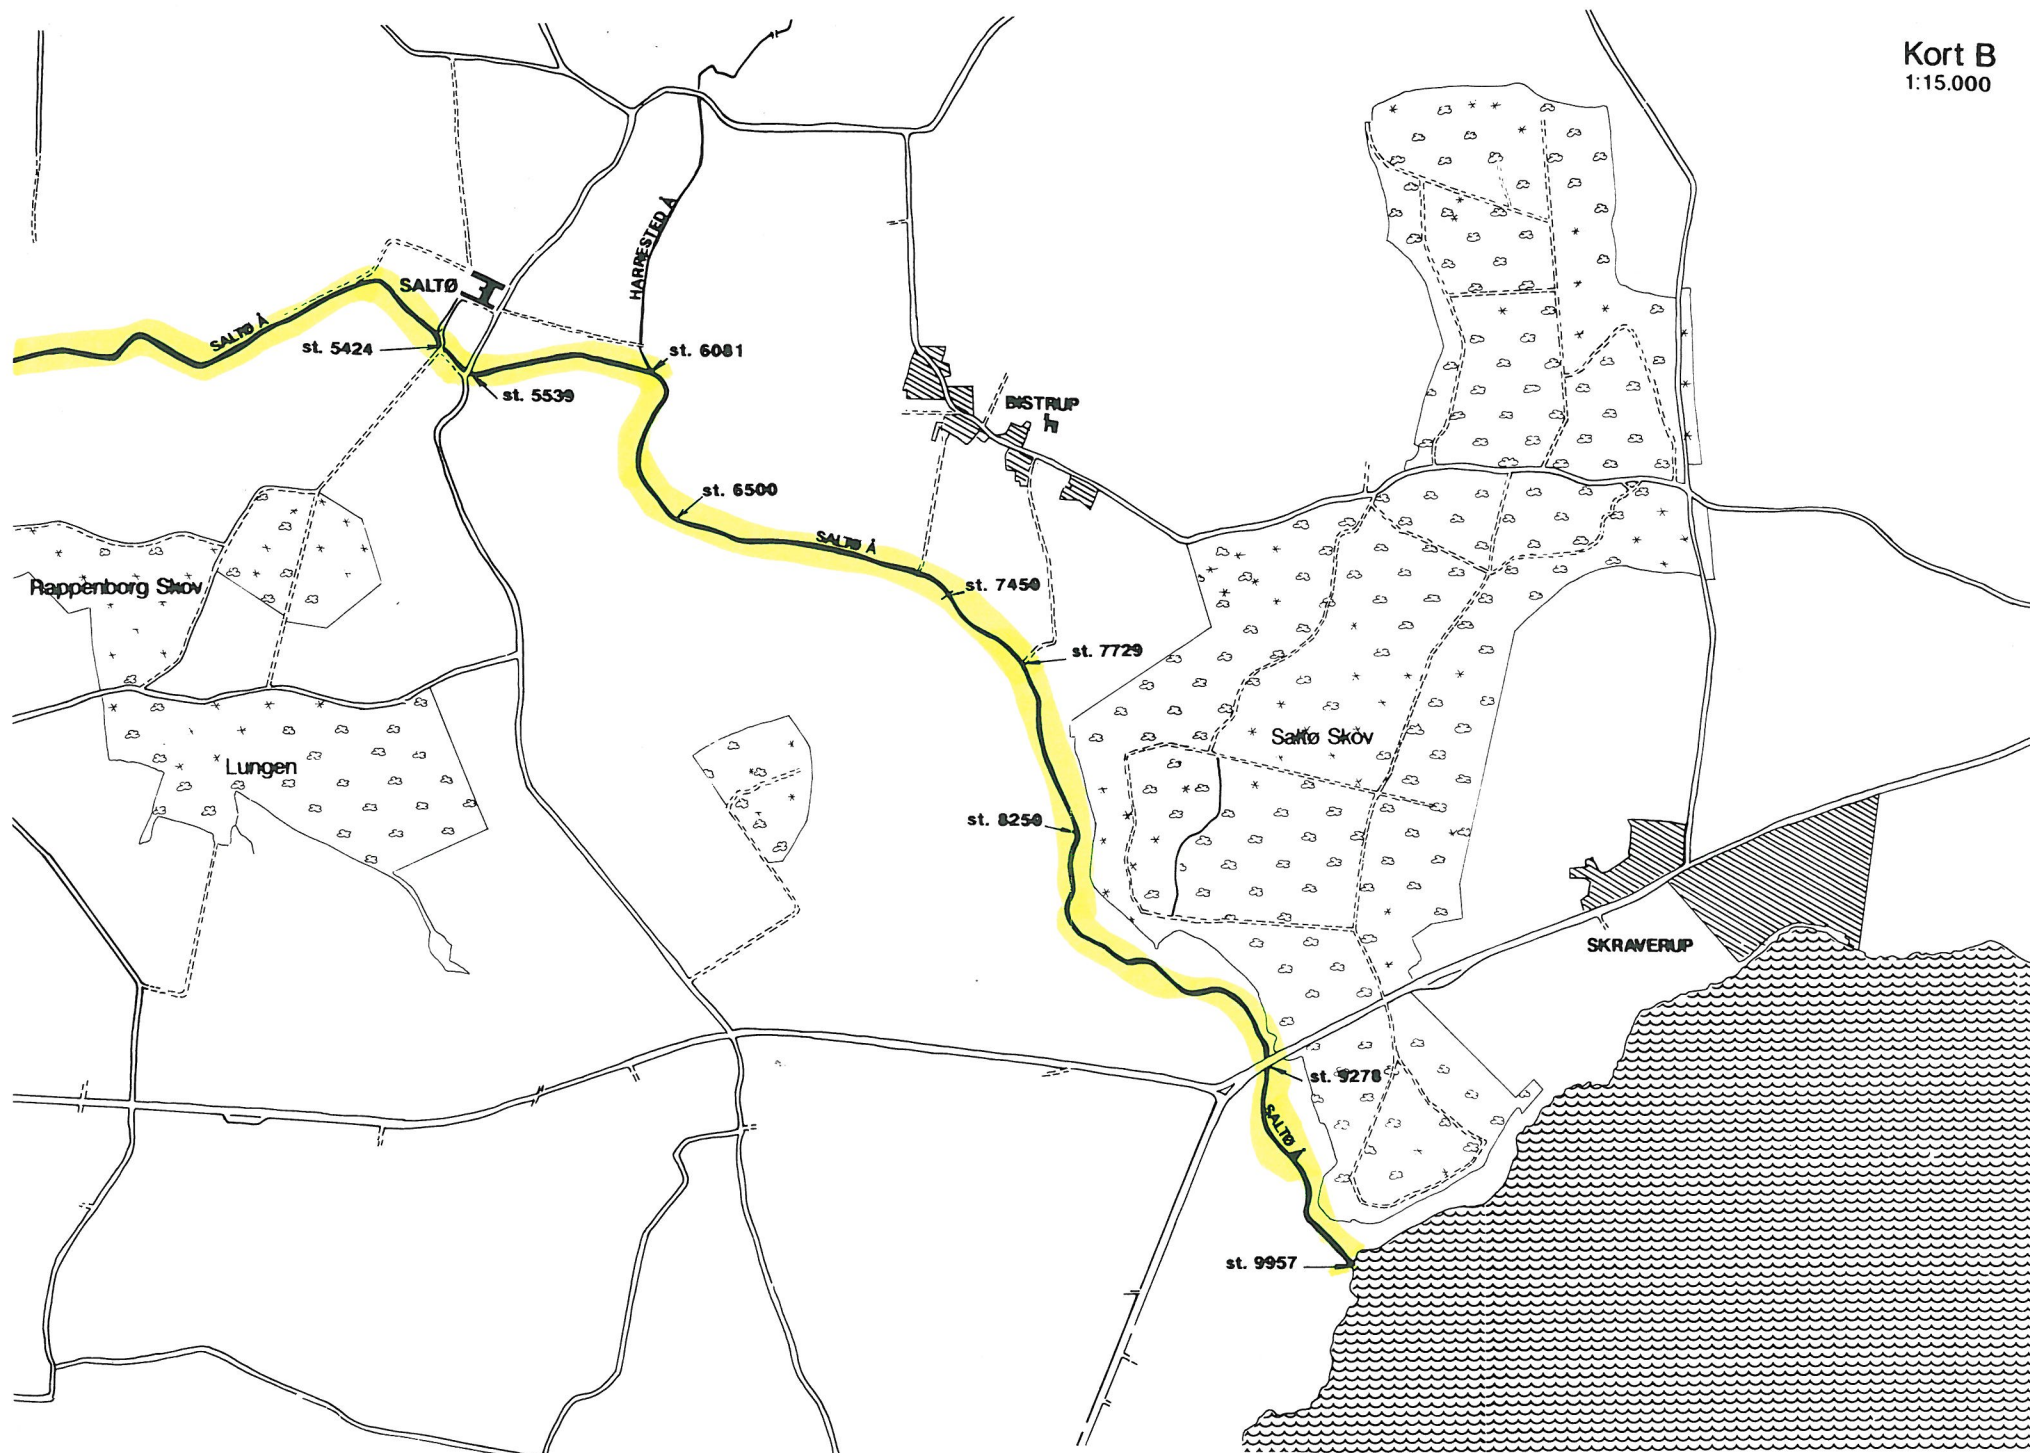 Kort B
1:15.000
HARRESTED Å
SALTØ
SALTØ Å
st. 5424
st. 6081
st. 5539
BISTRUP
st. 6500
SALTØ Å
st. 7450
Rappenborg Skov
st. 7729
Saltø Skov
Lungen
st. 8250
SKRAVERUP
st. 9278
SALTØ Å
st. 9957